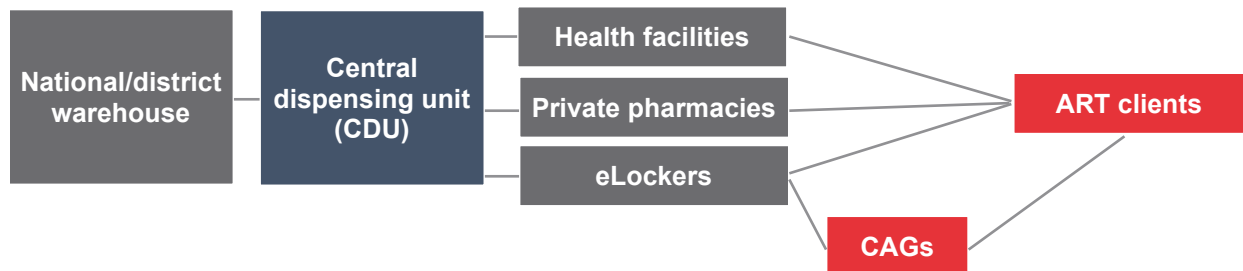 National/district
warehouse
Central
dispensing unit
(CDU)
Health facilities
Private pharmacies
eLockers
ART clients
CAGs